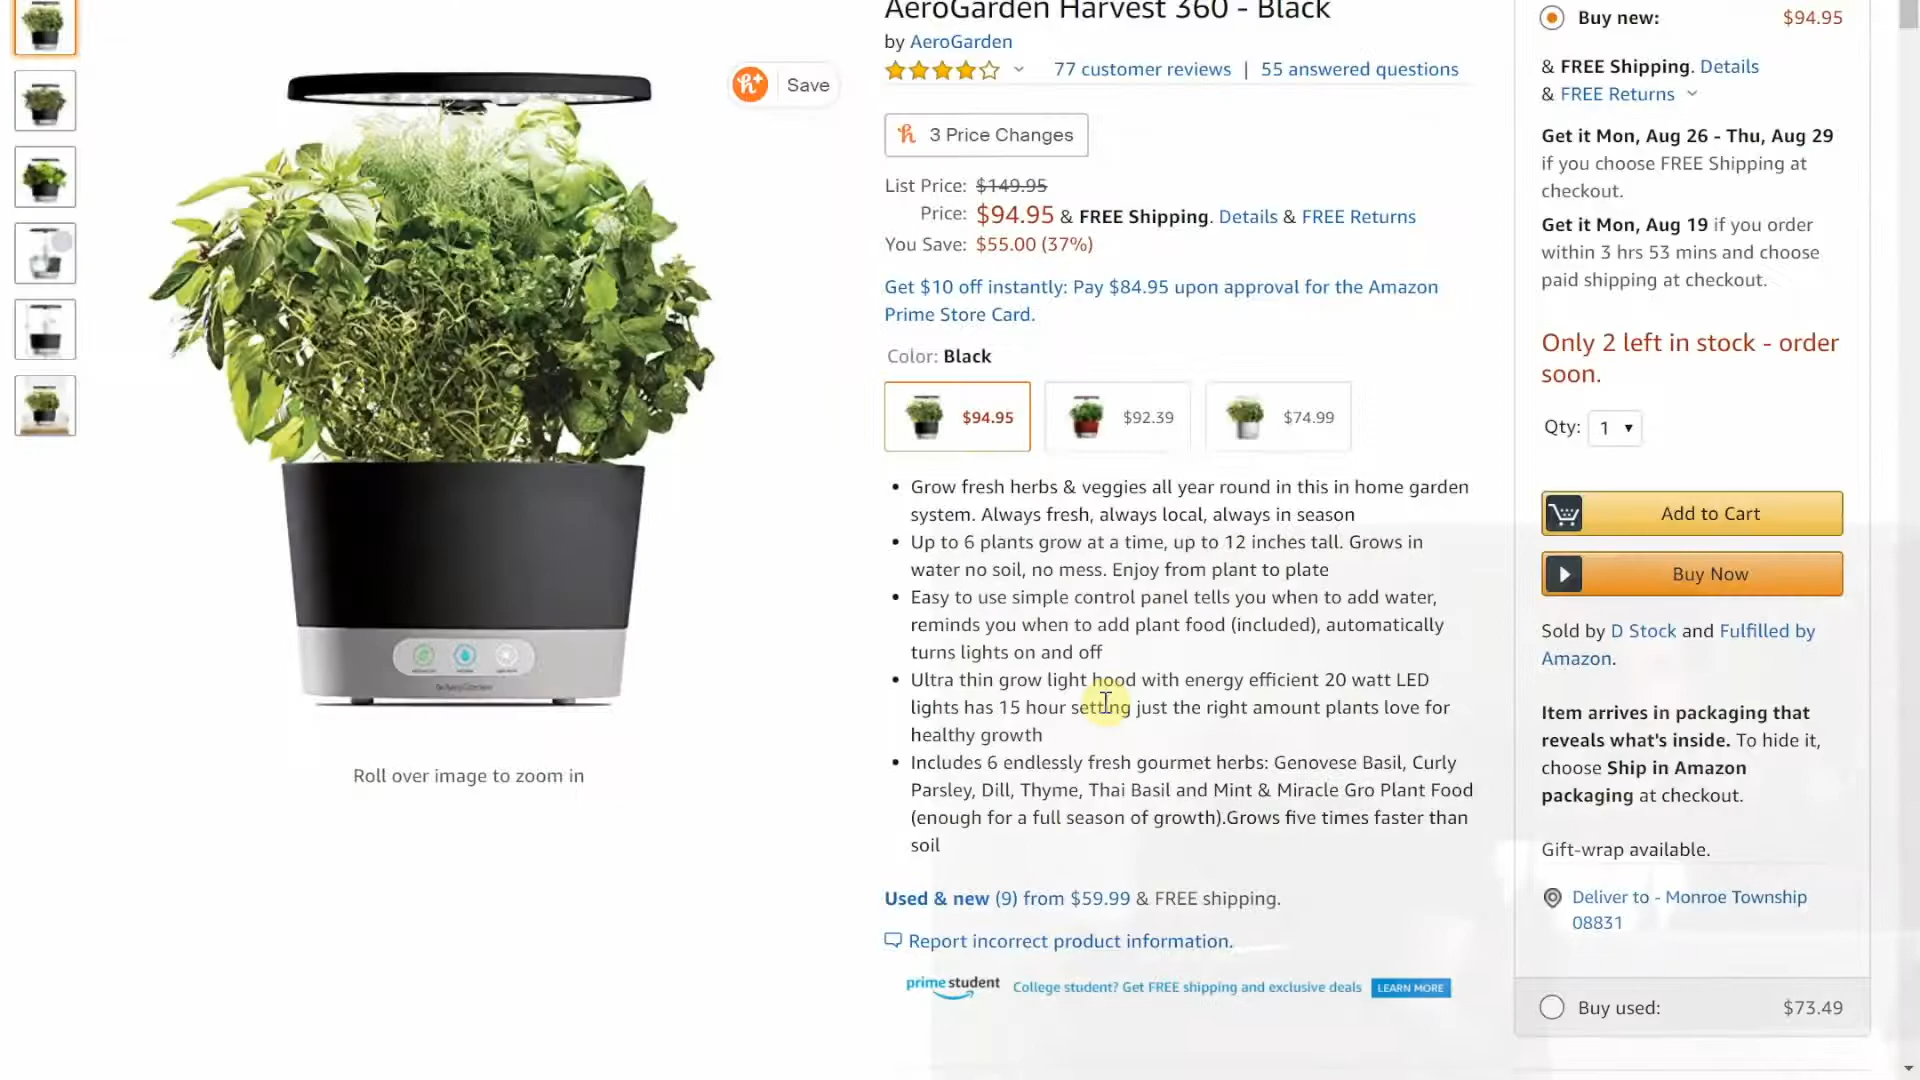 AeroGarden Harvest 360 - Black
by AeroGarden
77 customer reviews | 55 answered questions
Save
3 Price Changes
List Price: $149.95
Price: $94.95 & FREE Shipping. Details & FREE Returns
You Save: $55.00 (37%)
Get $10 off instantly: Pay $84.95 upon approval for the Amazon
Prime Store Card.
Color: Black
$94.95
$92.39
$74.99
• Grow fresh herbs & veggies all year round in this in home garden
system. Always fresh, always local, always in season
• Up to 6 plants grow at a time, up to 12 inches tall. Grows in
water no soil, no mess. Enjoy from plant to plate
• Easy to use simple control panel tells you when to add water,
reminds you when to add plant food (included), automatically
turns lights on and off
• Ultra thin grow light hood with energy efficient 20 watt LED
lights has 15 hour setting just the right amount plants love for
healthy growth
• Includes 6 endlessly fresh gourmet herbs: Genovese Basil, Curly
Parsley, Dill, Thyme, Thai Basil and Mint & Miracle Gro Plant Food
(enough for a full season of growth).Grows five times faster than
soil
Used & new (9) from $59.99 & FREE shipping.
Report incorrect product information.
prime student College student? Get FREE shipping and exclusive deals LEARN MORE
Roll over image to zoom in
Buy new: $94.95
& FREE Shipping. Details
& FREE Returns
Get it Mon, Aug 26 - Thu, Aug 29
if you choose FREE Shipping at
checkout.
Get it Mon, Aug 19 if you order
within 3 hrs 53 mins and choose
paid shipping at checkout.
Only 2 left in stock - order
soon.
Qty: 1
Add to Cart
Buy Now
Sold by D Stock and Fulfilled by
Amazon.
Item arrives in packaging that
reveals what's inside. To hide it,
choose Ship in Amazon
packaging at checkout.
Gift-wrap available.
Deliver to - Monroe Township
08831
Buy used: $73.49